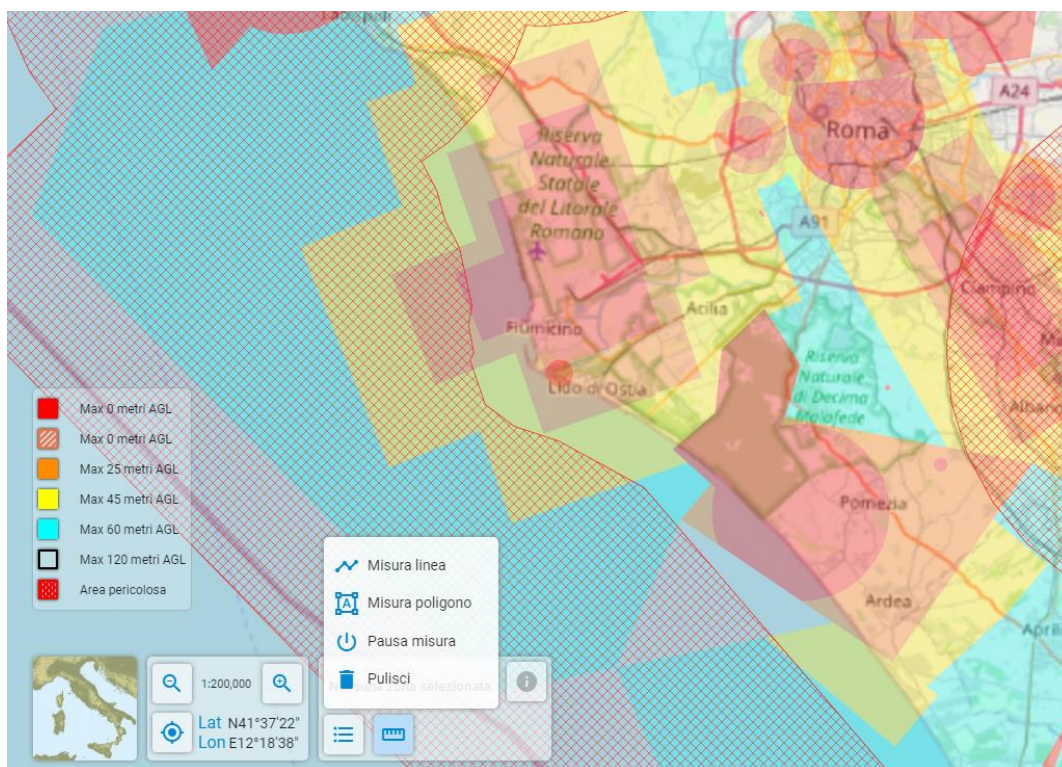 Ladispoli
A24
Roma
Riserva
Naturale
Statale
del Litorale
Romano
A91
Ciampino
Acilia
Fiumicino
Riserva
Naturale
di Decima
Malafede
Lido di Ostia
Pomezia
Ardea
Max 0 metri AGL
Max 0 metri AGL
Max 25 metri AGL
Max 45 metri AGL
Max 60 metri AGL
Max 120 metri AGL
Area pericolosa
Misura linea
A
Misura poligono
Pausa misura
Pulisci
zona selezionata
1:200,000
Lat N41°37'22"
Lon E12°18'38"